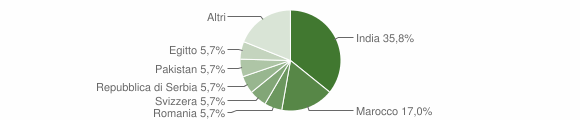 Altri
India 35,8%
Egitto 5,7%
Pakistan 5,7%
Repubblica di Serbia 5,7%
Svizzera 5,7%
Romania 5,7%
Marocco 17,0%